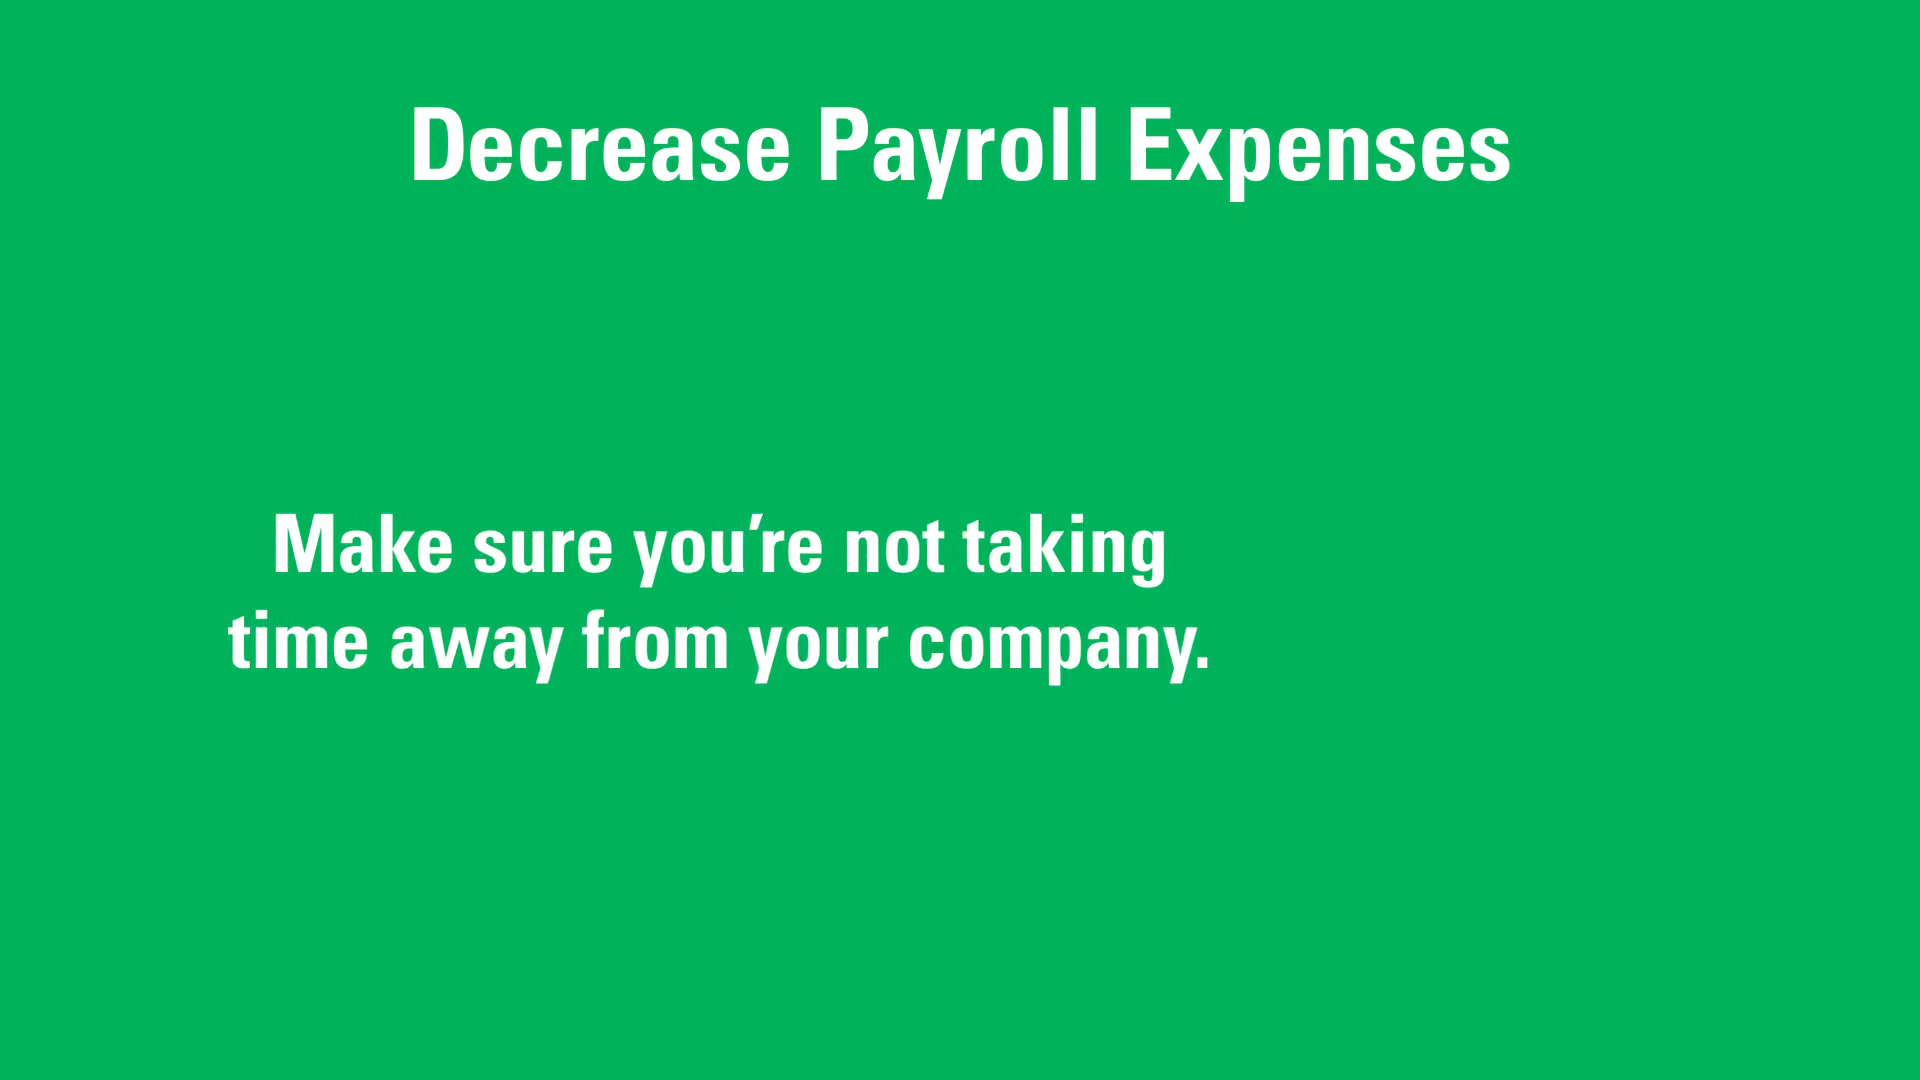 Decrease Payroll Expenses
Make sure you’re not taking
time away from your company.